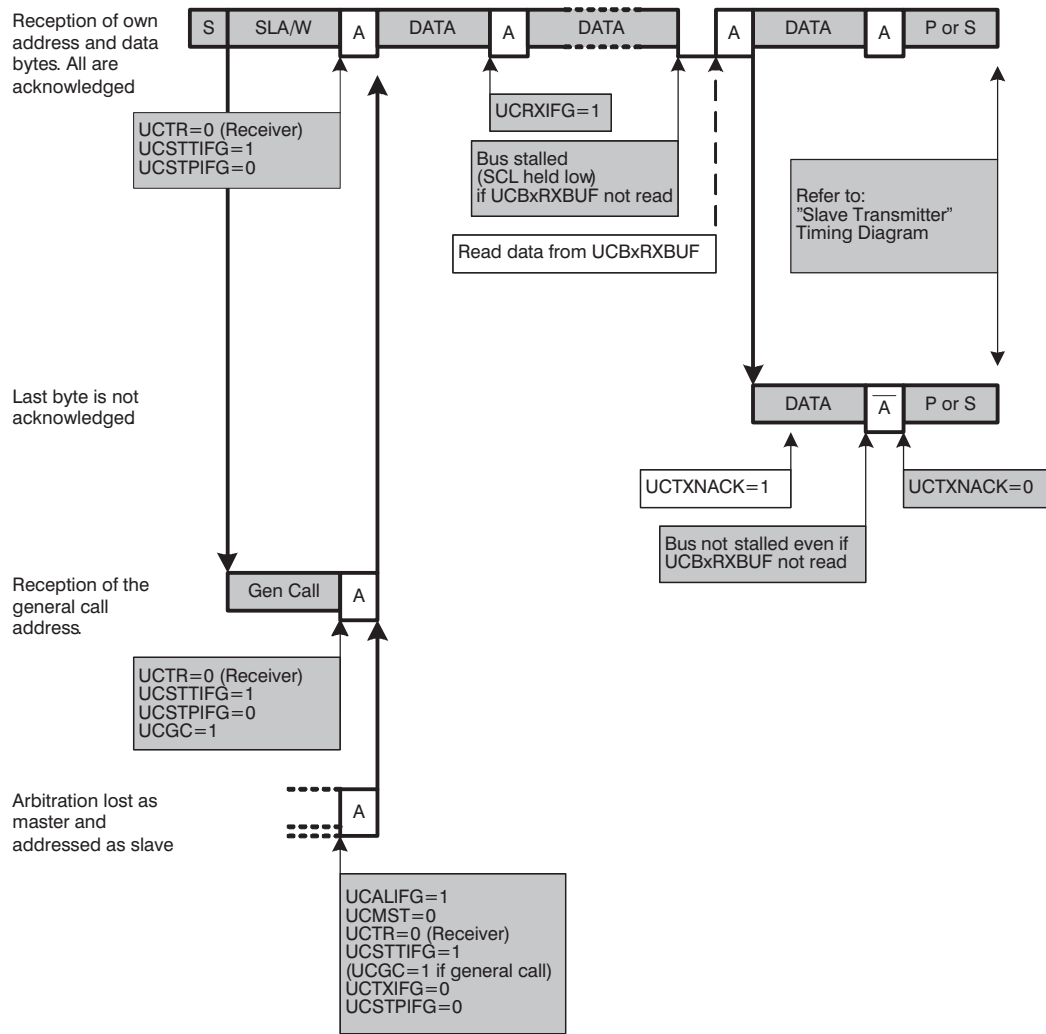 Reception of own
address and data
bytes. All are
acknowledged
S SLA/W A DATA A DATA A DATA A P or S
UCTR=0 (Receiver)
UCSTTIFG=1
UCSTPIFG=0
UCRXIFG=1
Bus stalled
(SCL held low)
if UCBxRXBUF not read
Read data from UCBxRXBUF
Refer to:
”Slave Transmitter”
Timing Diagram
Last byte is not
acknowledged.
DATA A P or S
UCTXNACK=1
UCTXNACK=0
Bus not stalled even if
UCBxRXBUF not read
Reception of the
general call
address.
Gen Call A
UCTR=0 (Receiver)
UCSTTIFG=1
UCSTPIFG=0
UCGC=1
Arbitration lost as
master and
addressed as slave
A
UCALIFG=1
UCMST=0
UCTR=0 (Receiver)
UCSTTIFG=1
(UCGC=1 if general call)
UCTXIFG=0
UCSTPIFG=0